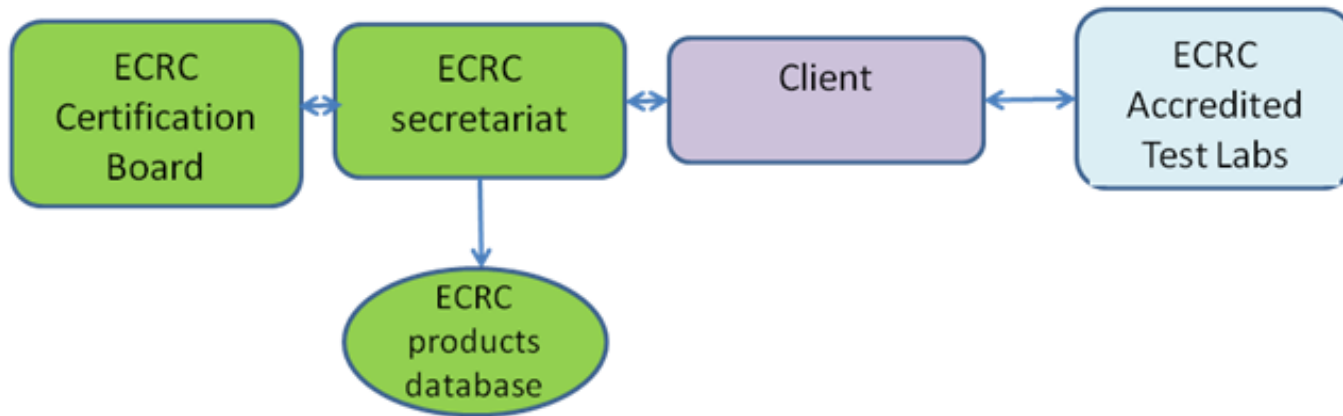 ECRC
Certification
Board
ECRC
secretariat
Client
ECRC
Accredited
Test Labs
ECRC
products
database